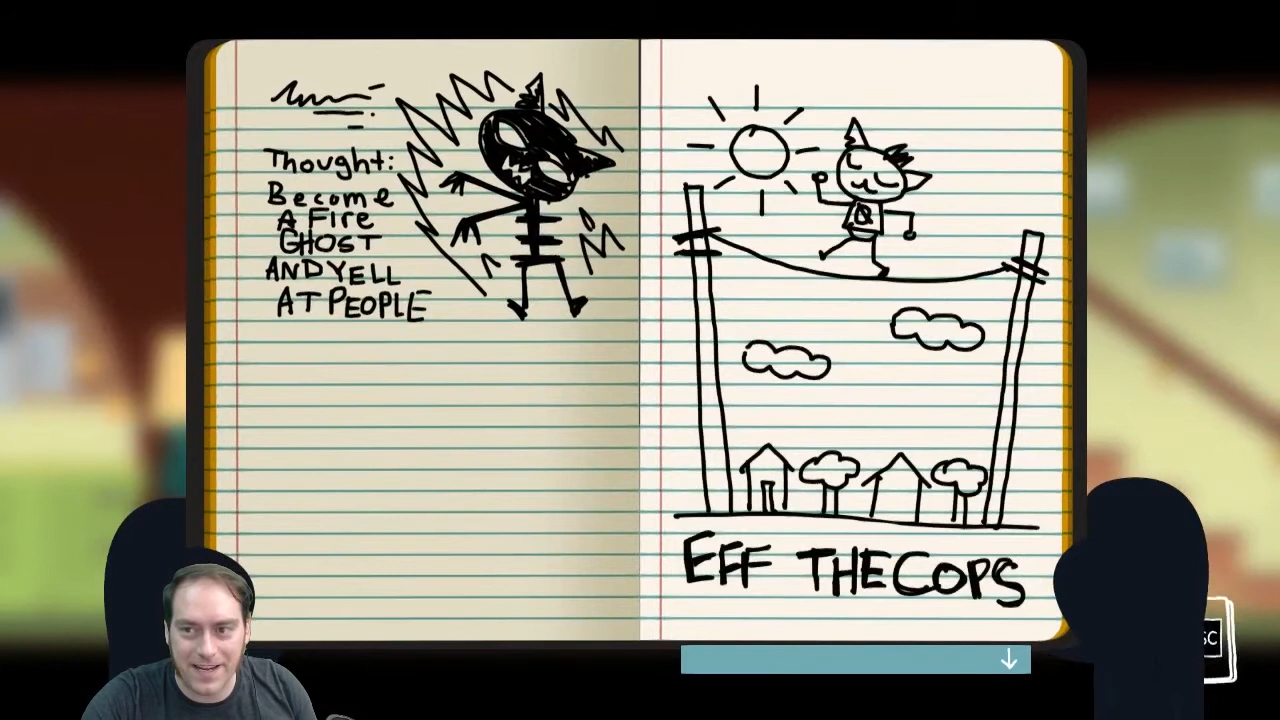 Thought:
Become
A Fire
GHOST
AND YELL
AT PEOPLE
EFF THE COPS